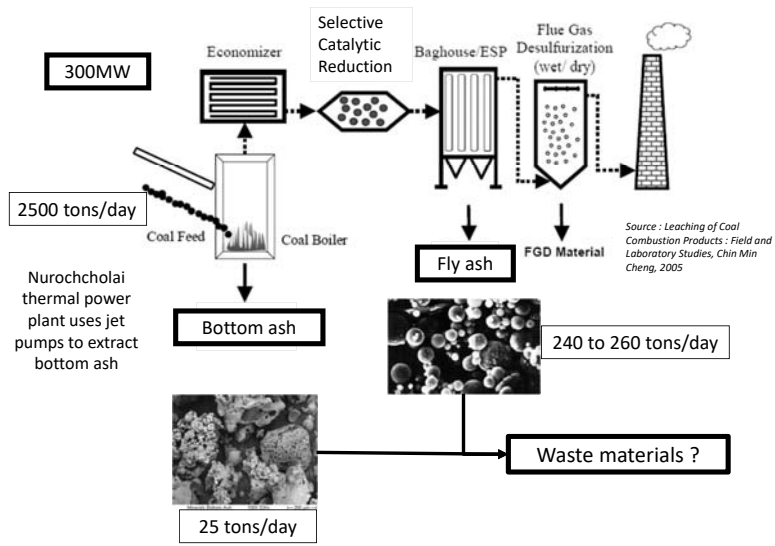 Selective
Catalytic
Reduction
Economizer
Baghouse/ESP
Flue Gas
Desulfurization
(wet/ dry)
300MW
2500 tons/day
Coal Feed
Coal Boiler
Source : Leaching of Coal
Combustion Products : Field and
Laboratory Studies, Chin Min
Cheng, 2005
Fly ash
FGD Material
Nurochcholai
thermal power
plant uses jet
pumps to extract
bottom ash
Bottom ash
240 to 260 tons/day
Waste materials ?
25 tons/day